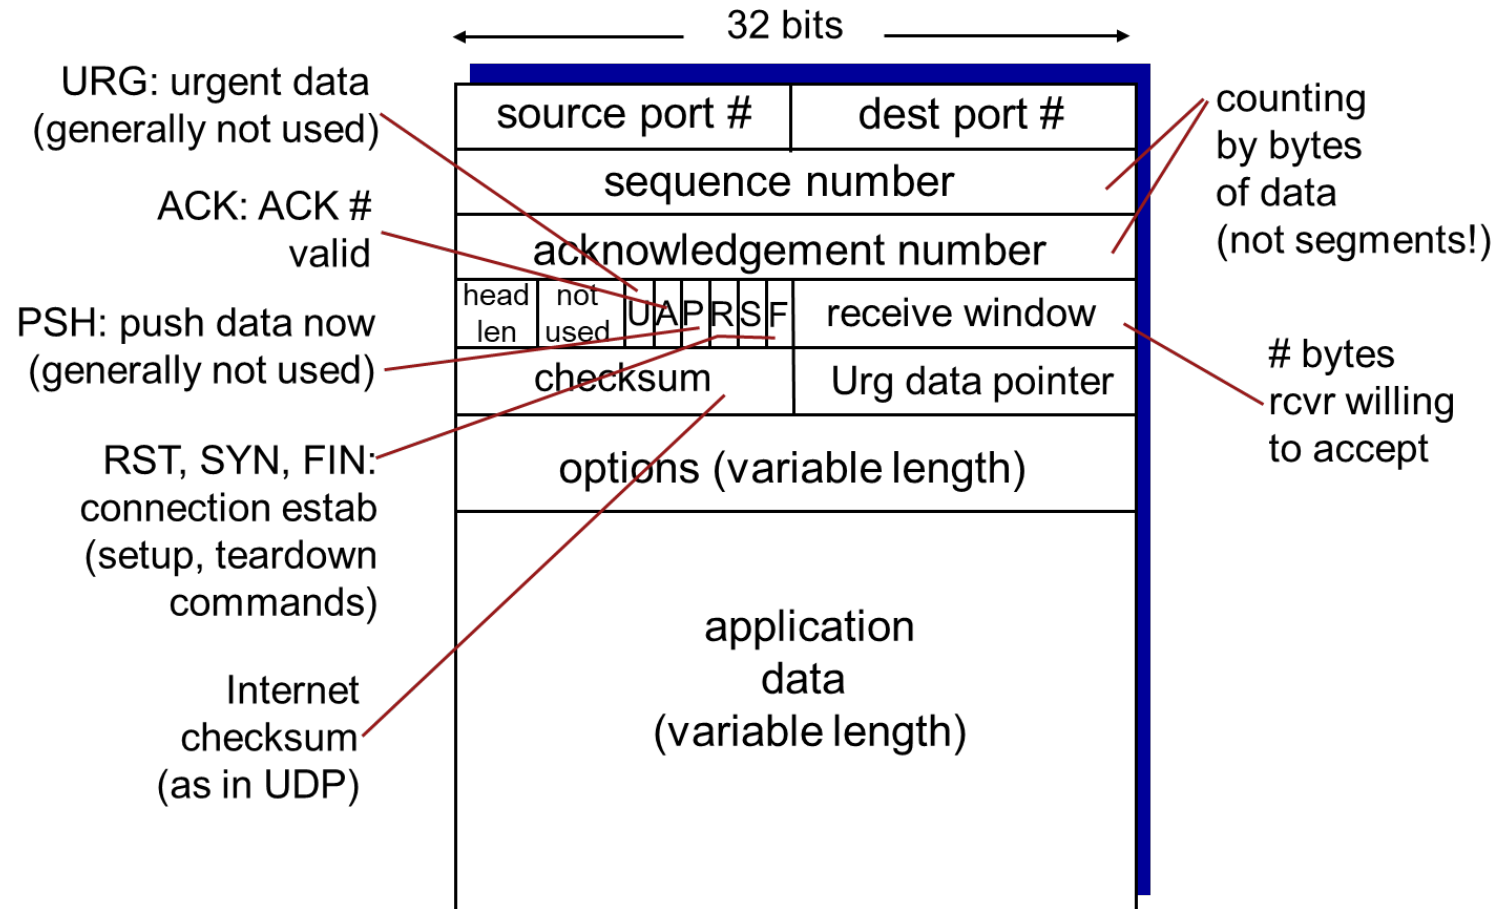 32 bits
URG: urgent data
(generally not used)
ACK: ACK #
valid
PSH: push data now
(generally not used)
RST, SYN, FIN:
connection estab
(setup, teardown
commands)
Internet
checksum
(as in UDP)
source port #
dest port #
sequence number
acknowledgement number
head
len
not
used
U
A
P
R
S
F
receive window
checksum
Urg data pointer
options (variable length)
application
data
(variable length)
counting
by bytes
of data
(not segments!)
# bytes
rcvr willing
to accept